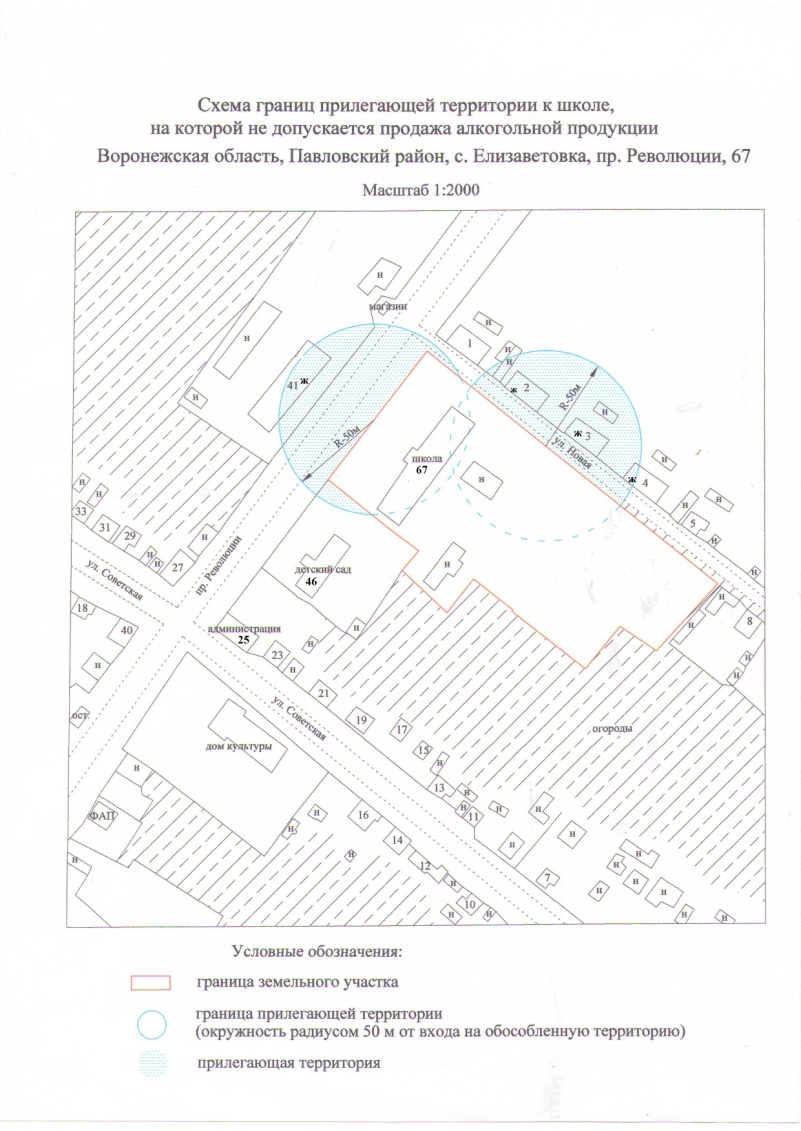 Схема границ прилегающей территории к школе,
на которой не допускается продажа алкогольной продукции
Воронежская область, Павловский район, с. Елизаветовка, пр. Революции, 67
Масштаб 1:2000
н
магазин
н
н
1
н
н
41 ж
ж 2
R-50м
н
н
R-50м
ж 3
ул. Новая
школа
67
н
ж 4
н
н
н
33
н
31
29
н
5
н
н
н
27
н
пр. Революции
ул. Советская
детский сад
46
н
н
н
18
40
администрация
25
н
н
н
8
23
н
н
н
н
21
ул. Советская
ост.
19
17
огороды
дом культуры
15
н
н
13
н
ФАП
16
н
н
н
11
н
н
14
н
н
н
н
н
12
н
7
н
н
н
10
н
н
н
н
Условные обозначения:
граница земельного участка
граница прилегающей территории
(окружность радиусом 50 м от входа на обособленную территорию)
прилегающая территория